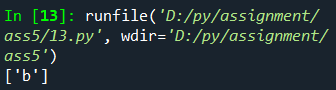 In [13]: runfile('D:/py/assignment/
ass5/13.py', wdir='D:/py/assignment/
ass5')
['b']